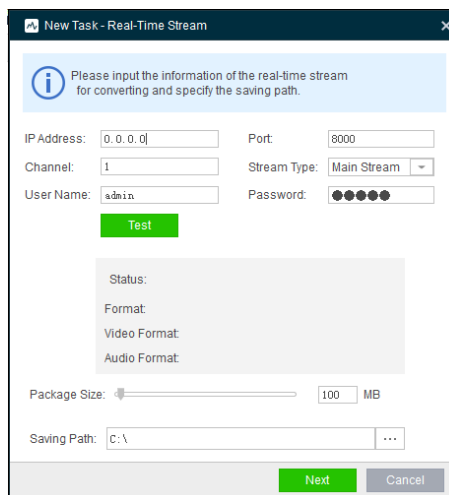 New Task - Real-Time Stream
Please input the information of the real-time stream
for converting and specify the saving path.
IP Address: 0.0.0.0 Port: 8000
Channel: 1 Stream Type: Main Stream
User Name: admin Password: ●●●●●
Test
Status:
Format:
Video Format:
Audio Format:
Package Size: 100 MB
Saving Path: C:\ ...
Next Cancel